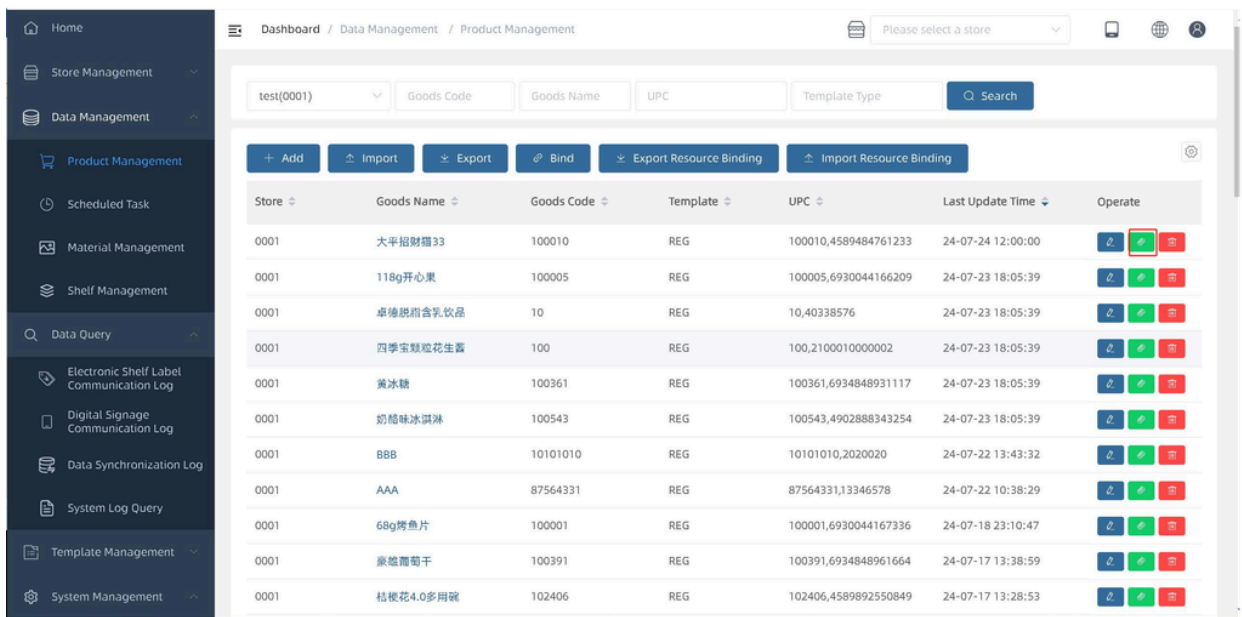 Home
Dashboard / Data Management / Product Management
Please select a store
Store Management
Data Management
Product Management
Scheduled Task
Material Management
Shelf Management
Data Query
Electronic Shelf Label
Communication Log
Digital Signage
Communication Log
Data Synchronization Log
System Log Query
Template Management
System Management
test(0001) Goods Code Goods Name UPC Template Type Search
Add Import Export Bind Export Resource Binding Import Resource Binding
Store Goods Name Goods Code Template UPC Last Update Time Operate
0001 大平招财猫33 100010 REG 100010,4589484761233 24-07-24 12:00:00
0001 118g开心果 100005 REG 100005,6930044166209 24-07-23 18:05:39
0001 卓德脱脂含乳饮品 10 REG 10,40338576 24-07-23 18:05:39
0001 四季宝颗粒花生酱 100 REG 100,2100010000002 24-07-23 18:05:39
0001 黄冰糖 100361 REG 100361,6934848931117 24-07-23 18:05:39
0001 奶酪味冰淇淋 100543 REG 100543,4902888343254 24-07-23 18:05:39
0001 BBB 10101010 REG 10101010,2020020 24-07-22 13:43:32
0001 AAA 87564331 REG 87564331,13346578 24-07-22 10:38:29
0001 68g烤鱼片 100001 REG 100001,6930044167336 24-07-18 23:10:47
0001 豪雄葡萄干 100391 REG 100391,6934848961664 24-07-17 13:38:59
0001 桔梗花4.0多用碗 102406 REG 102406,4589892550849 24-07-17 13:28:53